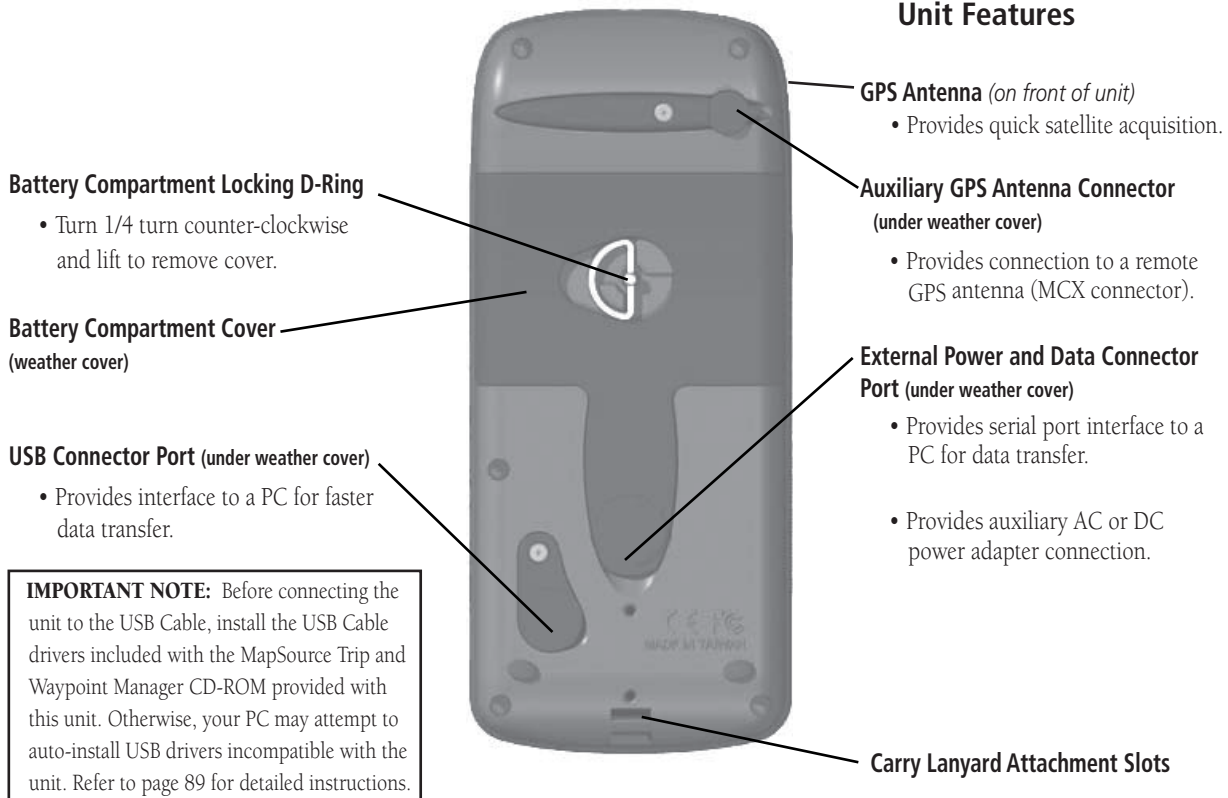 Unit Features
GPS Antenna (on front of unit)
• Provides quick satellite acquisition.
Auxiliary GPS Antenna Connector
(under weather cover)
• Provides connection to a remote
GPS antenna (MCX connector).
External Power and Data Connector
Port (under weather cover)
• Provides serial port interface to a
PC for data transfer.
• Provides auxiliary AC or DC
power adapter connection.
Carry Lanyard Attachment Slots
Battery Compartment Locking D-Ring
• Turn 1/4 turn counter-clockwise
and lift to remove cover.
Battery Compartment Cover
(weather cover)
USB Connector Port (under weather cover)
• Provides interface to a PC for faster
data transfer.
IMPORTANT NOTE: Before connecting the
unit to the USB Cable, install the USB Cable
drivers included with the MapSource Trip and
Waypoint Manager CD-ROM provided with
this unit. Otherwise, your PC may attempt to
auto-install USB drivers incompatible with the
unit. Refer to page 89 for detailed instructions.
CE FC
MADE IN TAIWAN